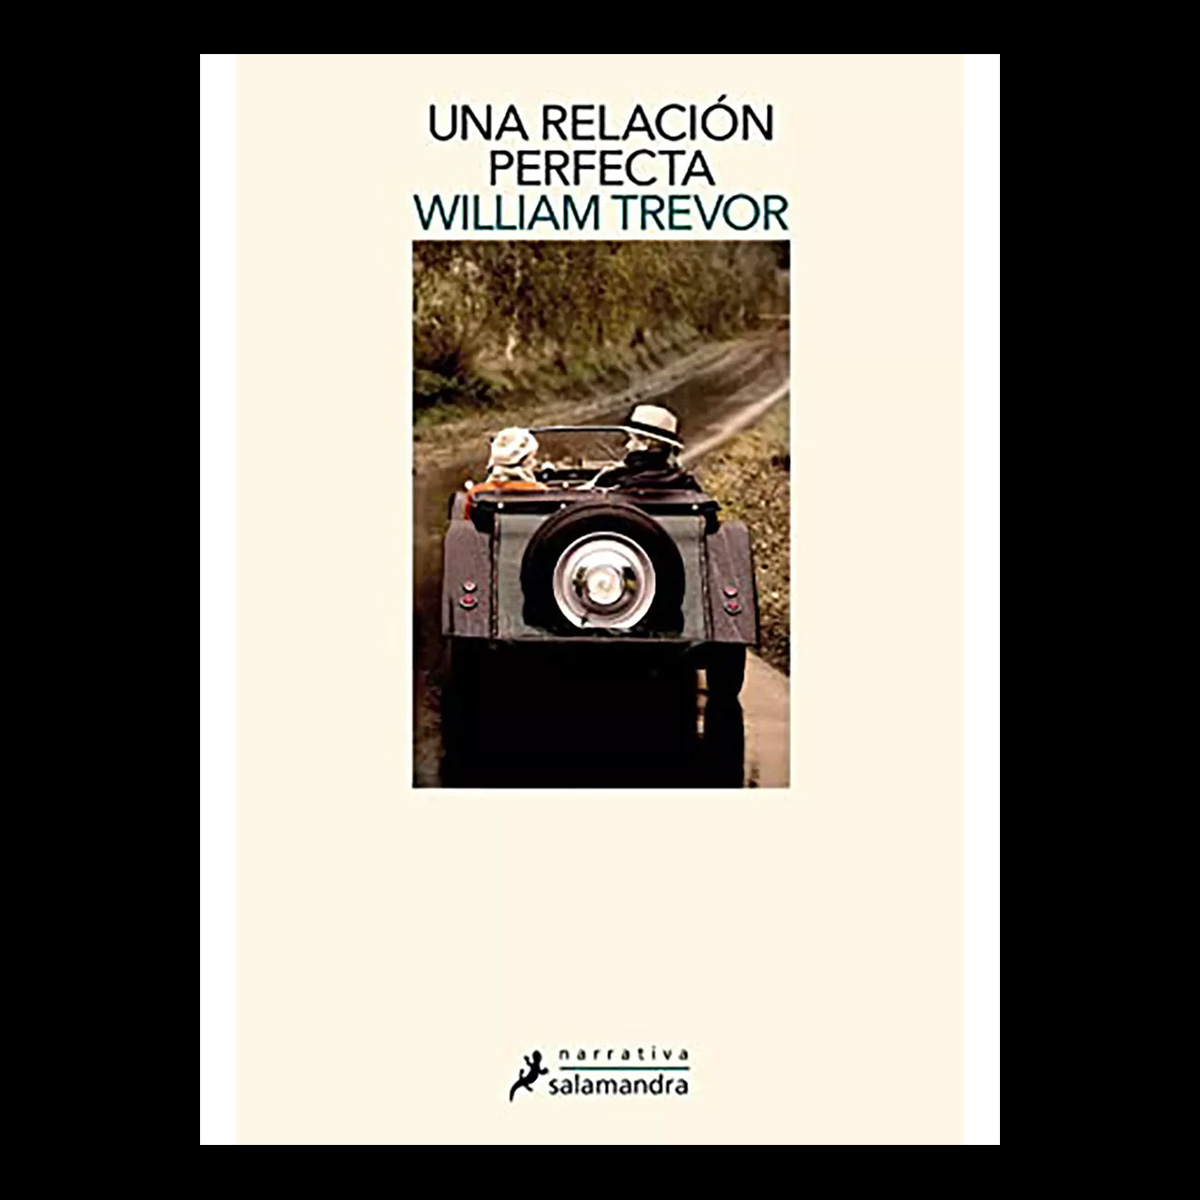 UNA RELACIÓN
PERFECTA
WILLIAM TREVOR
narrativa
salamandra